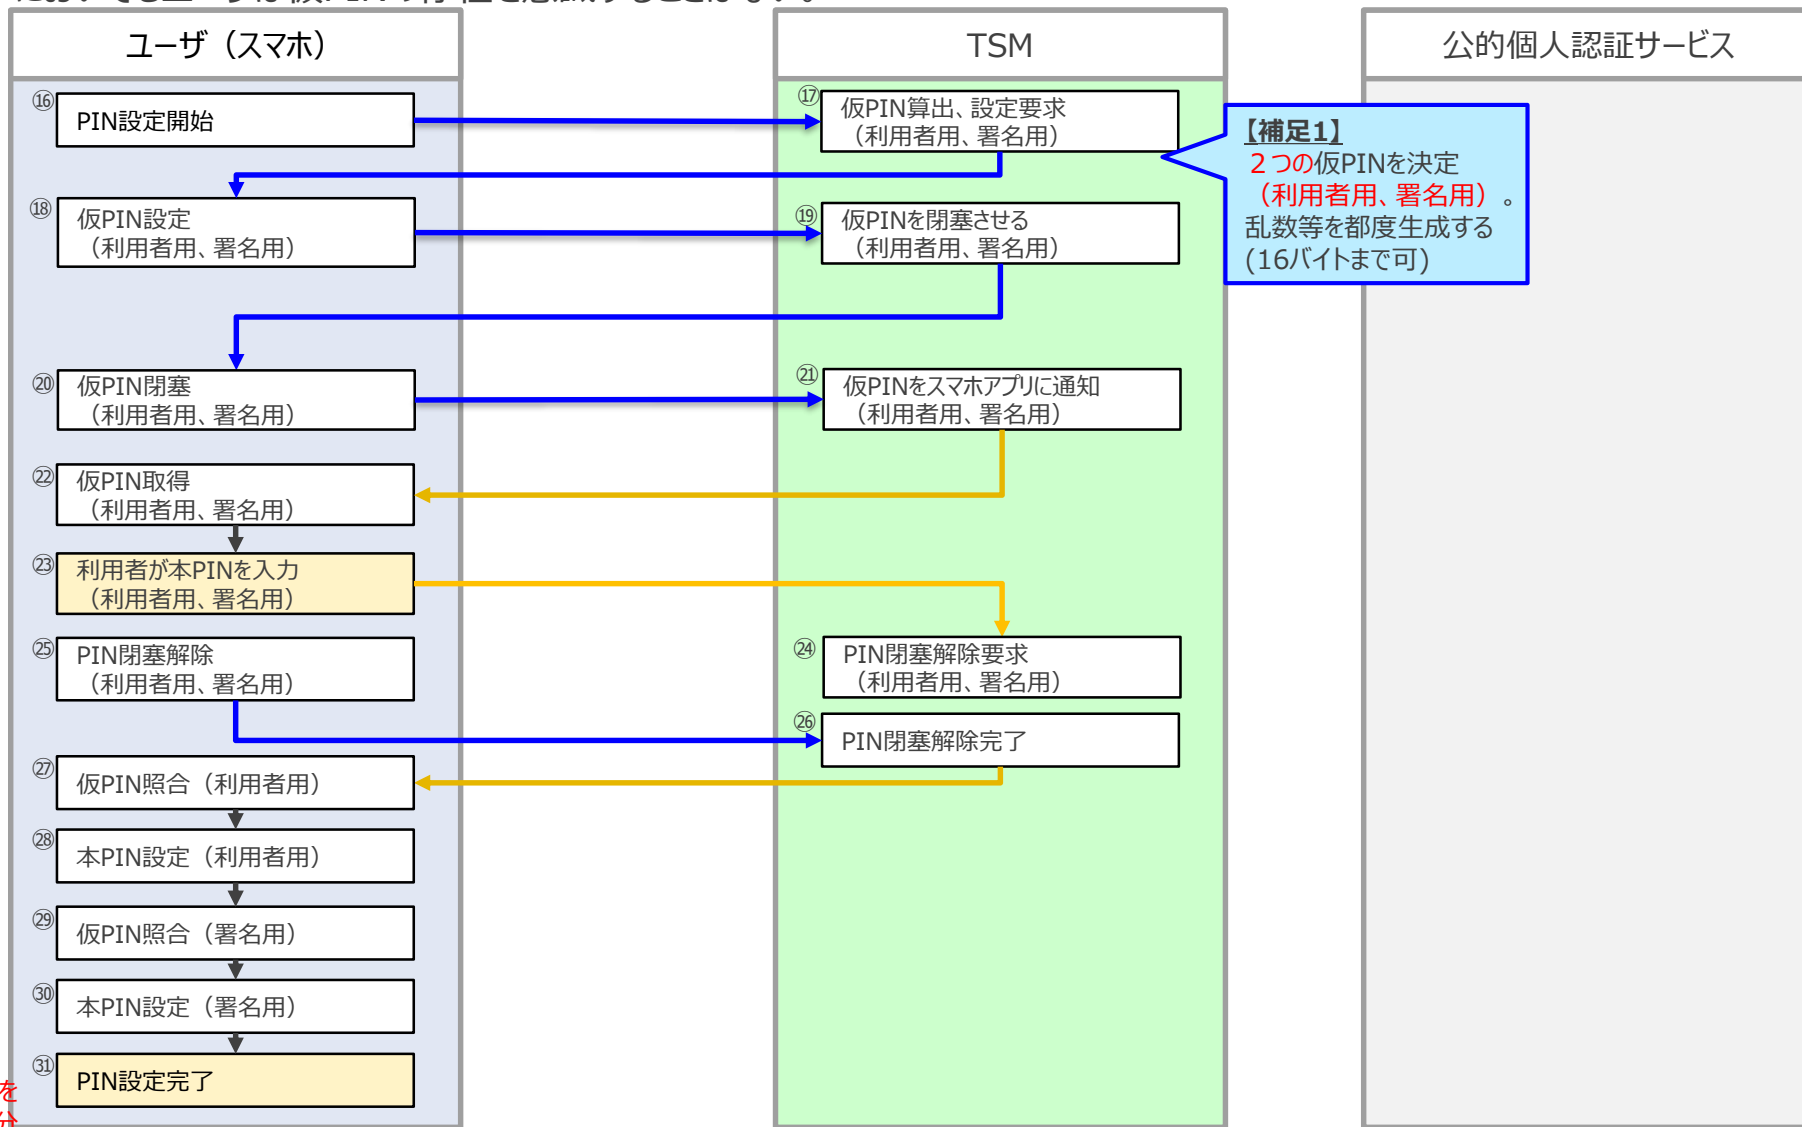 ユーザ（スマホ）
TSM
公的個人認証サービス
⑯
PIN設定開始
⑰
仮PIN算出、設定要求
（利用者用、署名用）
【補足1】
２つの仮PINを決定
（利用者用、署名用）。
乱数等を都度生成する
(16バイトまで可)
⑱
仮PIN設定
（利用者用、署名用）
⑲
仮PINを閉塞させる
（利用者用、署名用）
⑳
仮PIN閉塞
（利用者用、署名用）
㉑
仮PINをスマホアプリに通知
（利用者用、署名用）
㉒
仮PIN取得
（利用者用、署名用）
㉓
利用者が本PINを入力
（利用者用、署名用）
㉕
PIN閉塞解除
（利用者用、署名用）
㉔
PIN閉塞解除要求
（利用者用、署名用）
㉖
PIN閉塞解除完了
㉗
仮PIN照合（利用者用）
㉘
本PIN設定（利用者用）
㉙
仮PIN照合（署名用）
㉚
本PIN設定（署名用）
㉛
PIN設定完了
を